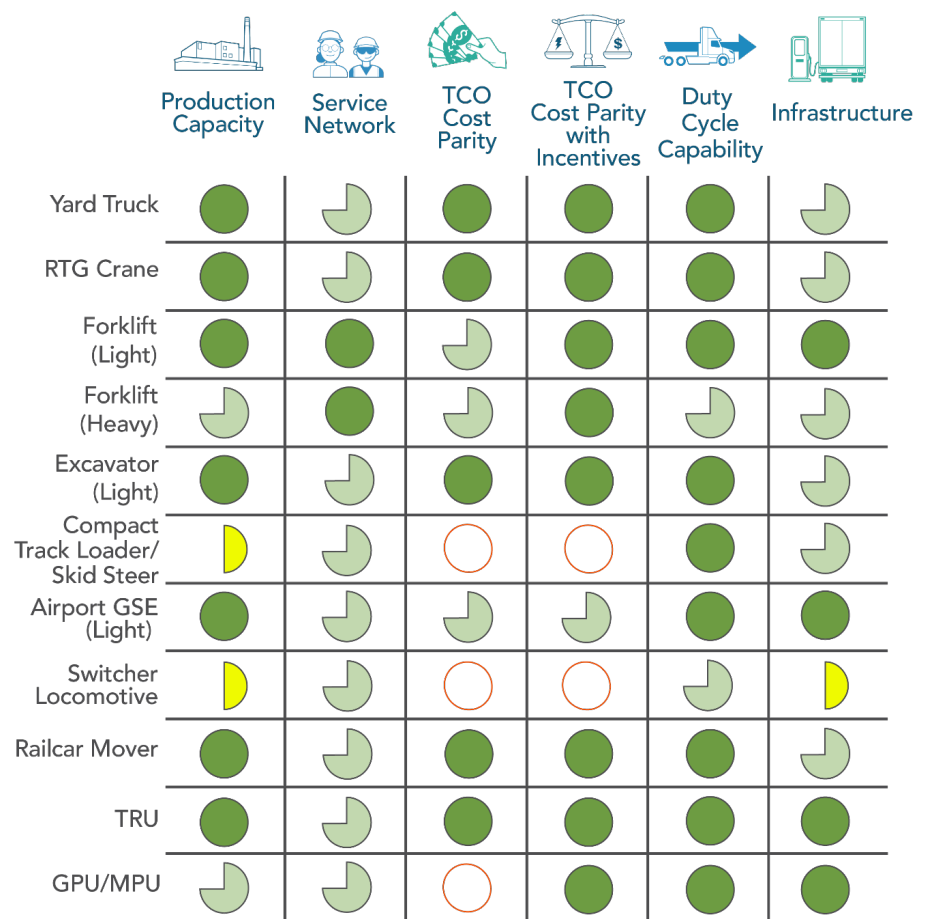 Production
Capacity
Service
Network
TCO
Cost
Parity
TCO
Cost Parity
with
Incentives
Duty
Cycle
Capability
Infrastructure
$
$
Yard Truck
RTG Crane
Forklift
(Light)
Forklift
(Heavy)
Excavator
(Light)
Compact
Track Loader/
Skid Steer
Airport GSE
(Light)
Switcher
Locomotive
Railcar Mover
TRU
GPU/MPU